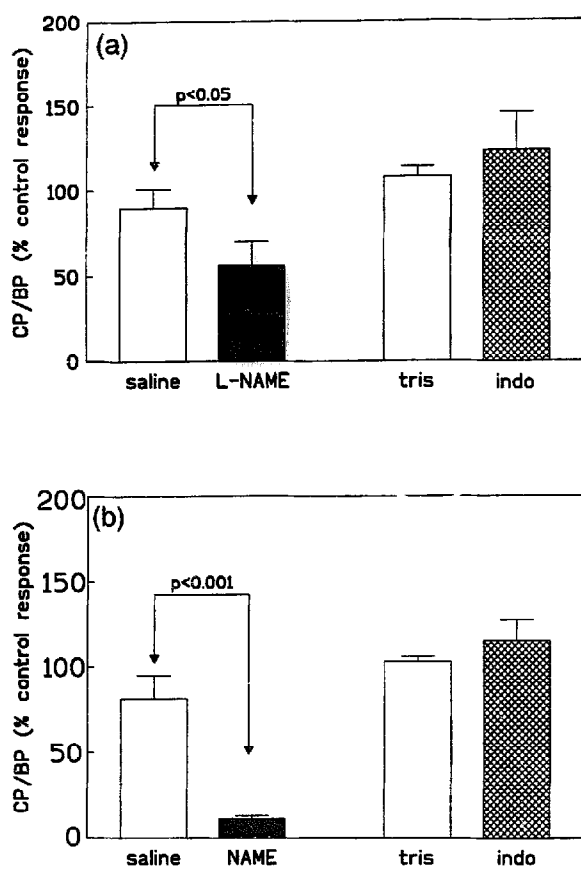 200
(a)
150
100
50
0
CP/BP (% control response)
p<0.05
saline L-NAME tris indo
200
(b)
150
100
50
0
CP/BP (% control response)
p<0.001
saline NAME tris indo